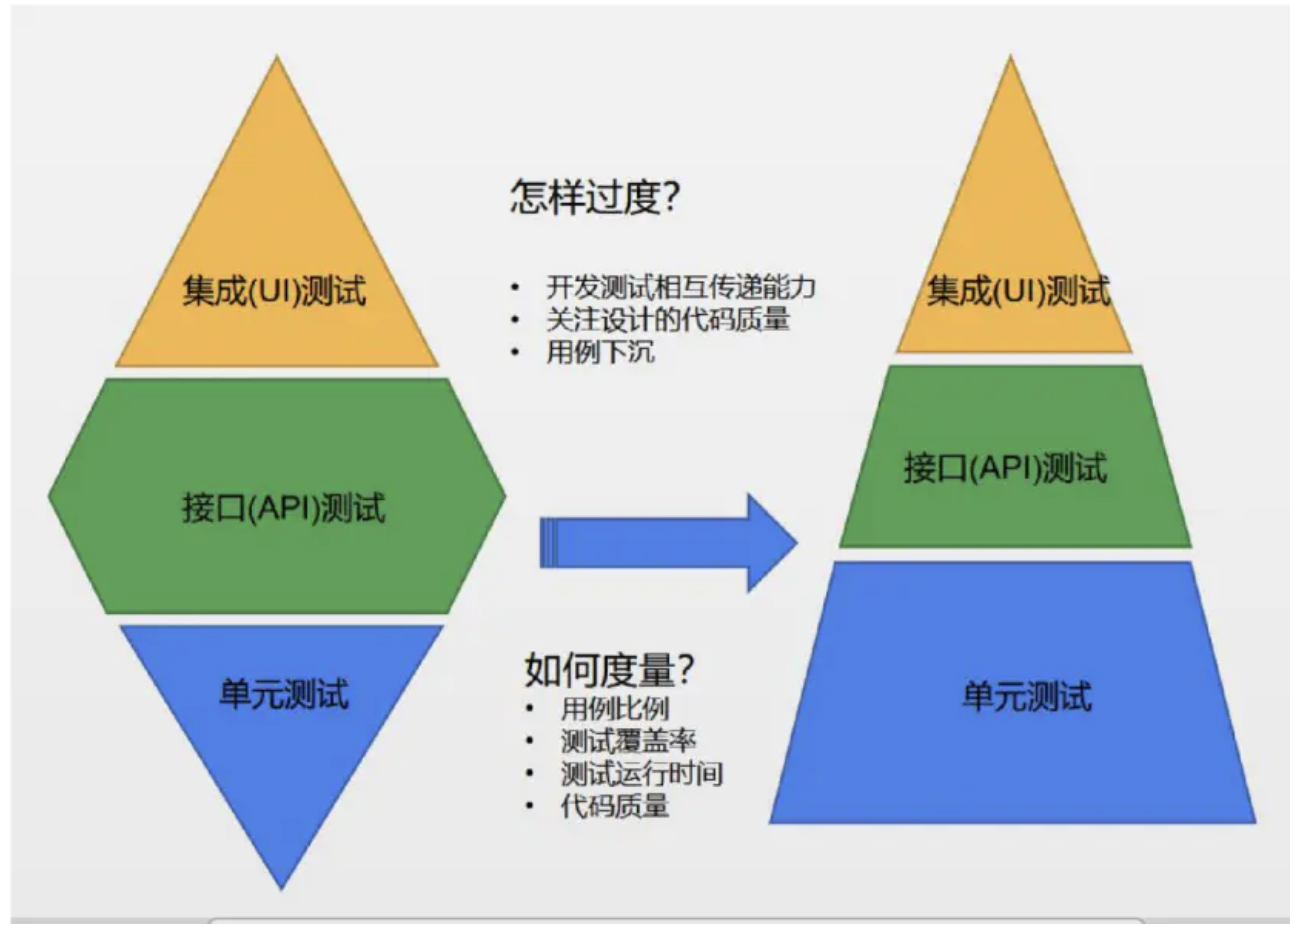 集成(UI)测试
接口(API)测试
单元测试
怎样过度?
• 开发测试相互传递能力
• 关注设计的代码质量
• 用例下沉
如何度量?
• 用例比例
• 测试覆盖率
• 测试运行时间
• 代码质量
集成(UI)测试
接口(API)测试
单元测试